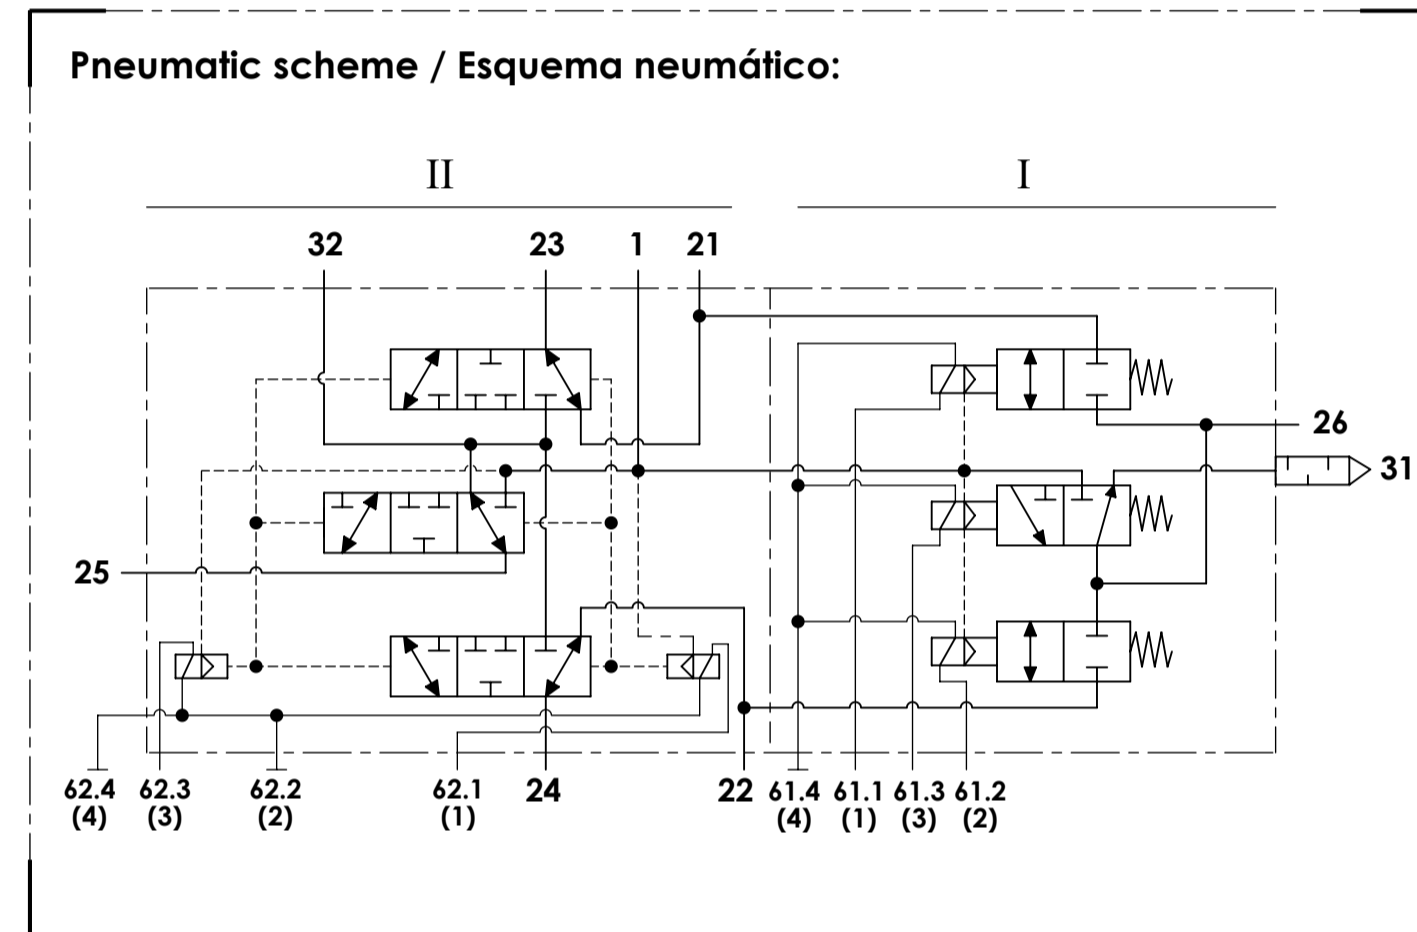 Pneumatic scheme / Esquema neumático:
II I
32 23 1 21
26
31
25
62.4 62.3 62.2 62.1 24 22 61.4 61.1 61.3 61.2
(4) (3) (2) (1) (4) (1) (3) (2)